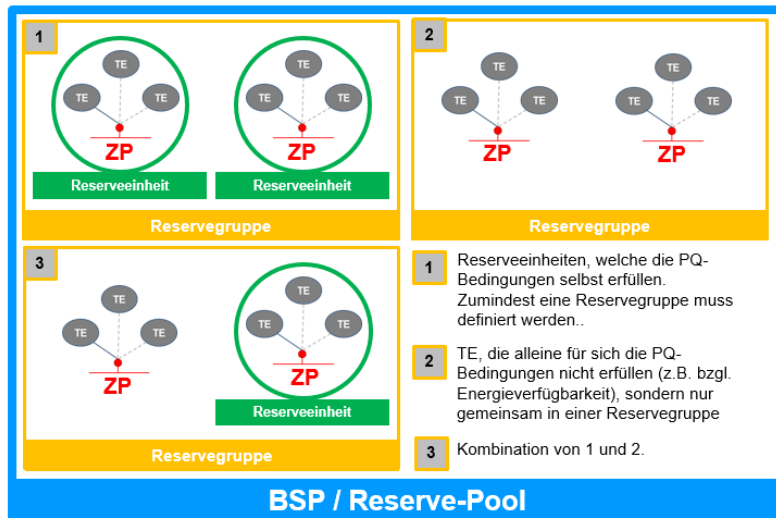 1
TE
TE
TE
ZP
Reserveeinheit
TE
TE
TE
ZP
Reserveeinheit
Reservegruppe
2
TE
TE
TE
ZP
TE
TE
TE
ZP
Reservegruppe
3
TE
TE
TE
ZP
TE
TE
TE
ZP
Reserveeinheit
Reservegruppe
1
Reserveeinheiten, welche die PQ-
Bedingungen selbst erfüllen.
Zumindest eine Reservegruppe muss
definiert werden..
2
TE, die alleine für sich die PQ-
Bedingungen nicht erfüllen (z.B. bzgl.
Energieverfügbarkeit), sondern nur
gemeinsam in einer Reservegruppe
3
Kombination von 1 und 2.
BSP / Reserve-Pool